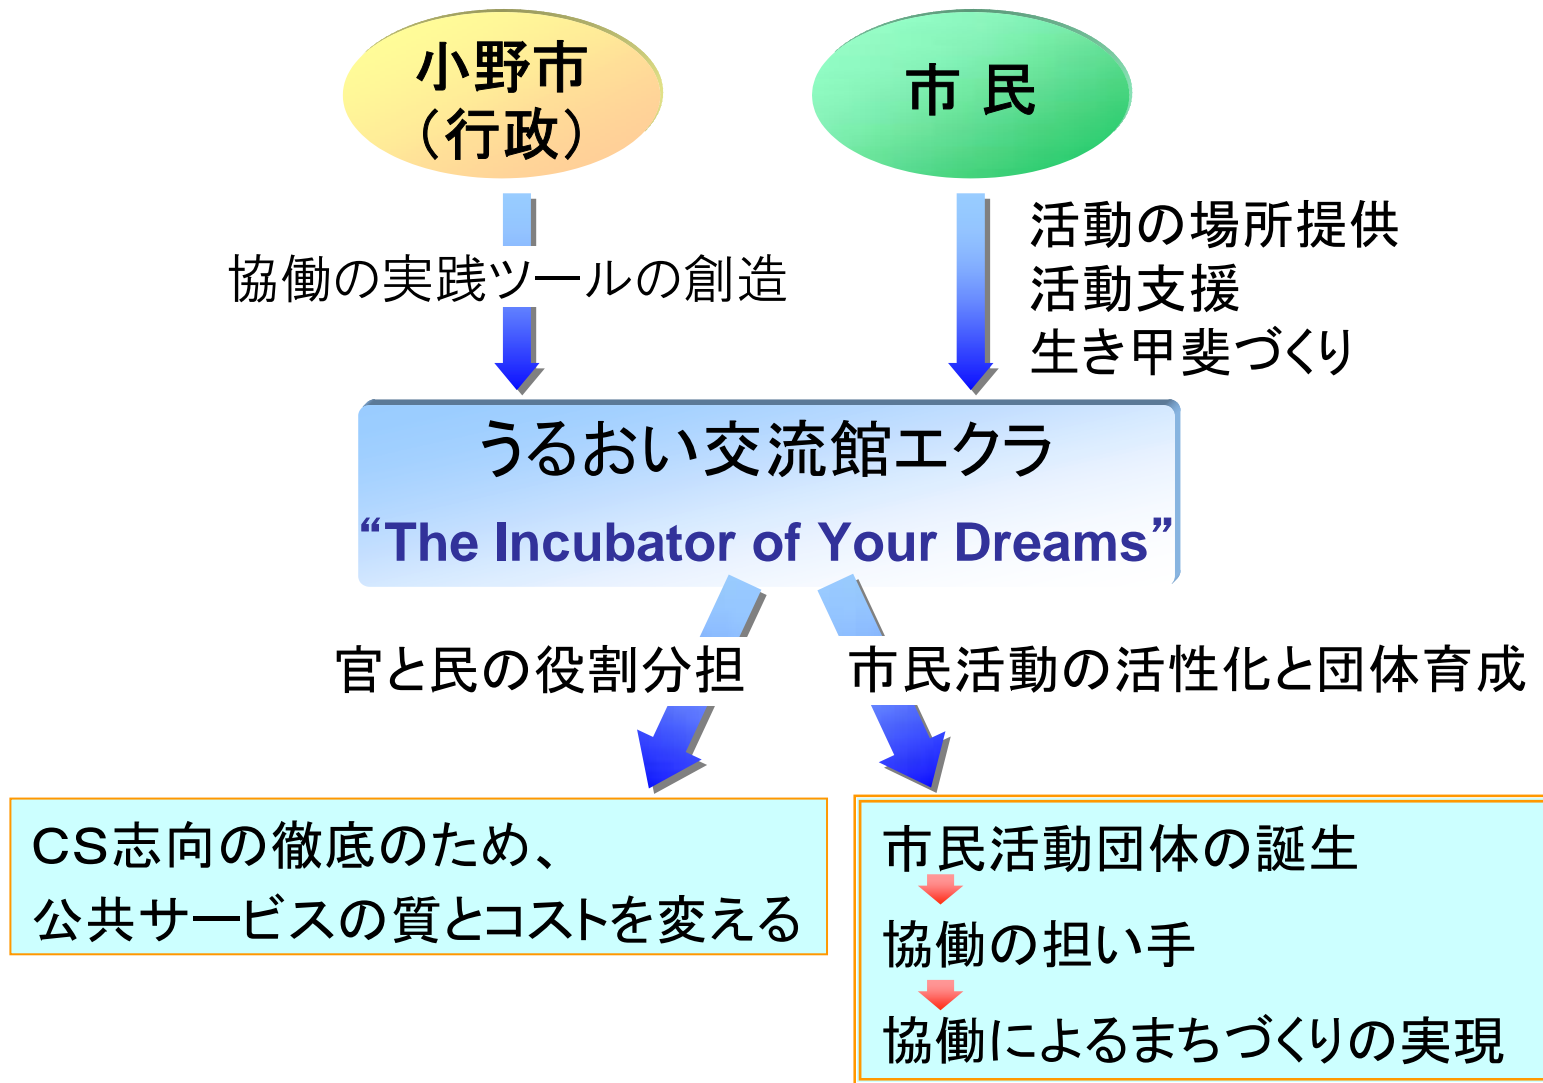 小野市
（行政）
市 民
協働の実践ツールの創造
活動の場所提供
活動支援
生き甲斐づくり
うるおい交流館エクラ
“The Incubator of Your Dreams”
官と民の役割分担
市民活動の活性化と団体育成
ＣＳ志向の徹底のため、
公共サービスの質とコストを変える
市民活動団体の誕生
協働の担い手
協働によるまちづくりの実現